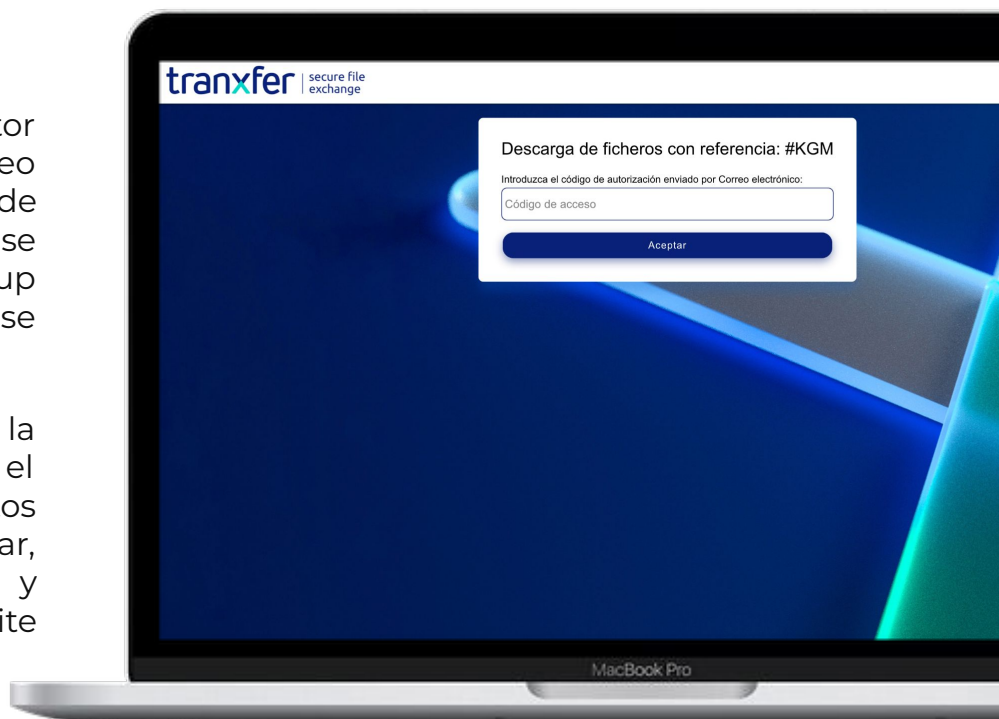 tor
eo
de
se
up
se
la
el
os
ar,
y
ite
tranxfer | secure file
exchange
Descarga de ficheros con referencia: #KGM
Introduzca el código de autorización enviado por Correo electrónico:
Código de acceso
Aceptar
MacBook Pro